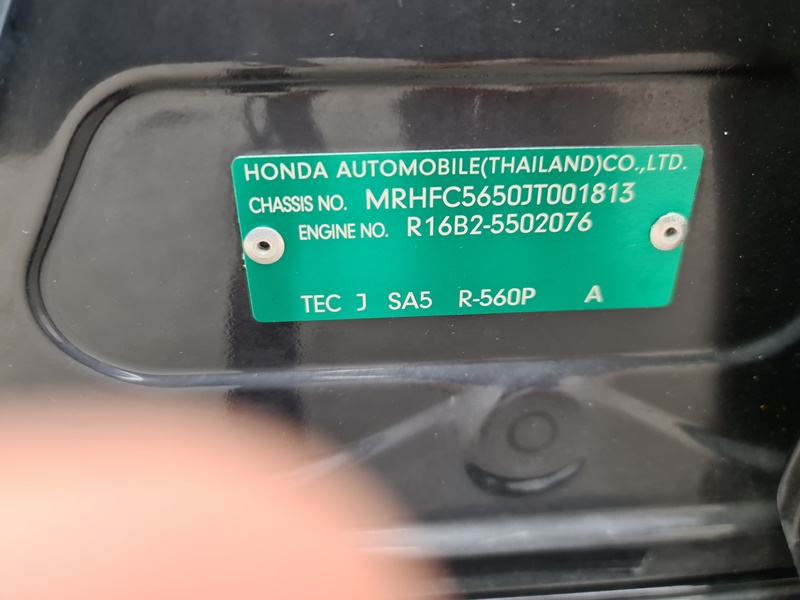 HONDA AUTOMOBILE(THAILAND)CO.,LTD.
CHASSIS NO. MRHFC5650JT001813
ENGINE NO. R16B2-5502076
TEC J SA5 R-560P A